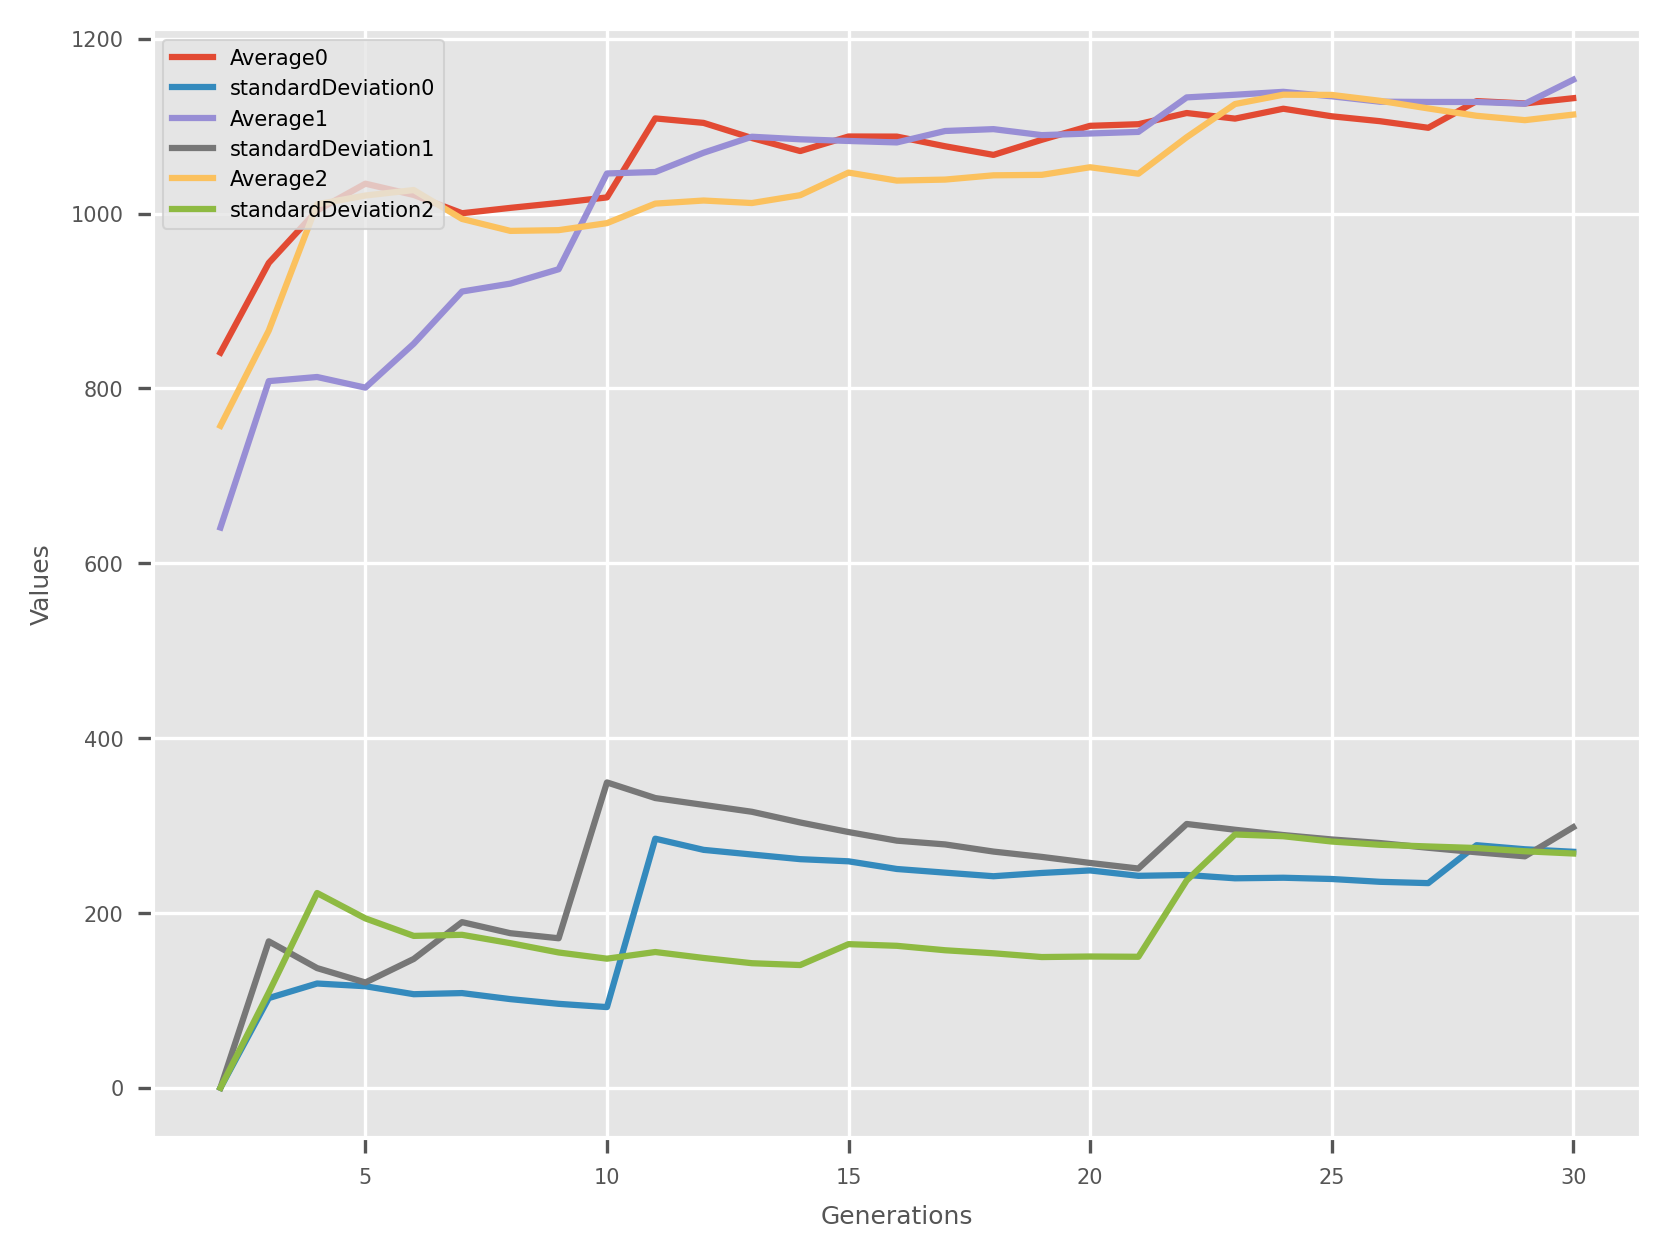 1200
1000
800
600
400
200
0
Values
Average0
standardDeviation0
Average1
standardDeviation1
Average2
standardDeviation2
5 10 15 20 25 30
Generations